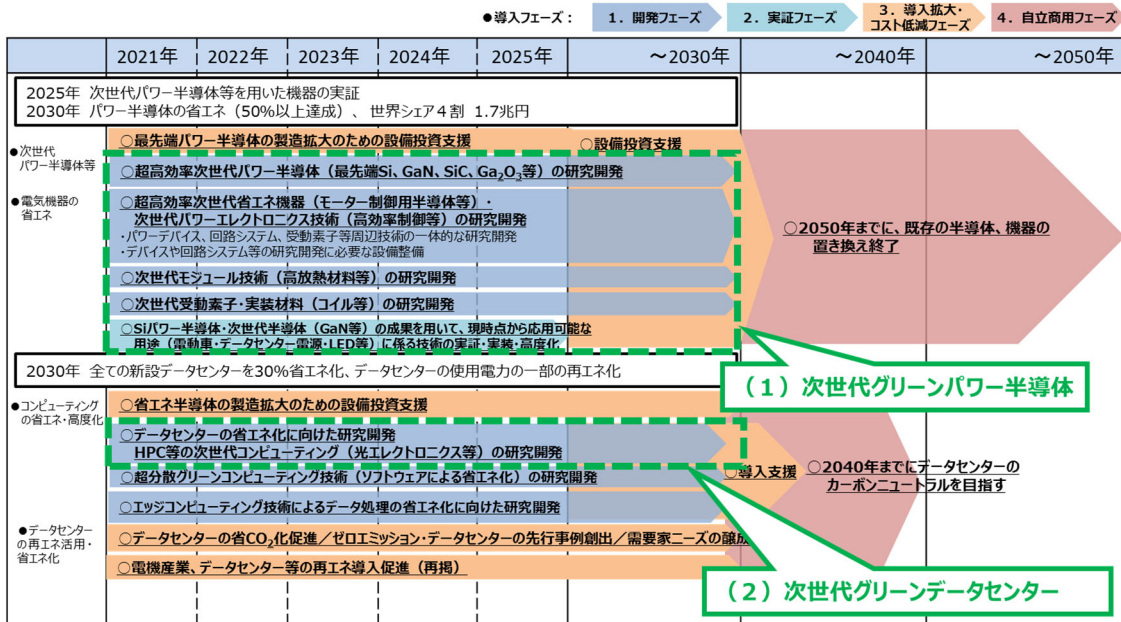 ●導入フェーズ：
1．開発フェーズ
2．実証フェーズ
3．導入拡大・
コスト低減フェーズ
4．自立商用フェーズ
2021年
2022年
2023年
2024年
2025年
～2030年
～2040年
～2050年
2025年 次世代パワー半導体等を用いた機器の実証
2030年 パワー半導体の省エネ（50%以上達成）、世界シェア４割 1.7兆円
●次世代
パワー半導体等
○最先端パワー半導体の製造拡大のための設備投資支援
○設備投資支援
○超高効率次世代パワー半導体（最先端Si、GaN、SiC、Ga₂O₃等）の研究開発
●電気機器の
省エネ
○超高効率次世代省エネ機器（モーター制御用半導体等）・
次世代パワーエレクトロニクス技術（高効率制御等）の研究開発
・パワーデバイス、回路システム、受動素子等周辺技術の一体的な研究開発
・デバイスや回路システム等の研究開発に必要な設備整備
○2050年までに、既存の半導体、機器の
置き換え終了
○次世代モジュール技術（高放熱材料等）の研究開発
○次世代受動素子・実装材料（コイル等）の研究開発
○Siパワー半導体・次世代半導体（GaN等）の成果を用いて、現時点から応用可能な
用途（電動車・データセンター電源・LED等）に係る技術の実証・実装・高度化
（１）次世代グリーンパワー半導体
2030年 全ての新設データセンターを30%省エネ化、データセンターの使用電力の一部の再エネ化
●コンピューティング
の省エネ・高度化
○省エネ半導体の製造拡大のための設備投資支援
○データセンターの省エネ化に向けた研究開発
HPC等の次世代コンピューティング（光エレクトロニクス等）の研究開発
○超分散グリーンコンピューティング技術（ソフトウェアによる省エネ化）の研究開発
○導入支援
○2040年までにデータセンターの
カーボンニュートラルを目指す
○エッジコンピューティング技術によるデータ処理の省エネ化に向けた研究開発
●データセンター
の再エネ活用・
省エネ化
○データセンターの省CO₂化促進／ゼロエミッション・データセンターの先行事例創出／需要家ニーズの醸成
○電機産業、データセンター等の再エネ導入促進（再掲）
（２）次世代グリーンデータセンター